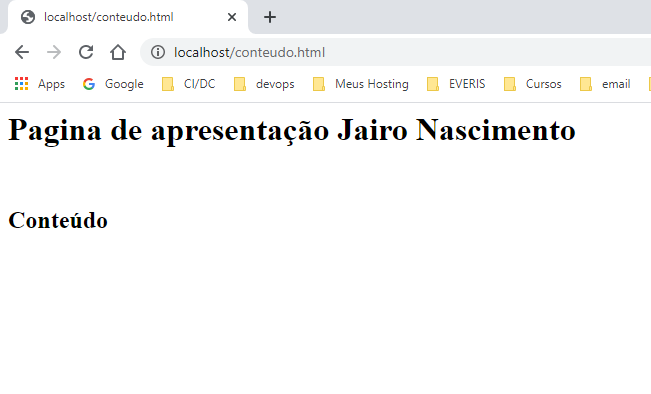 localhost/conteudo.html
localhost/conteudo.html
Apps Google CI/DC devops Meus Hosting EVERIS Cursos email
Pagina de apresentação Jairo Nascimento
Conteúdo